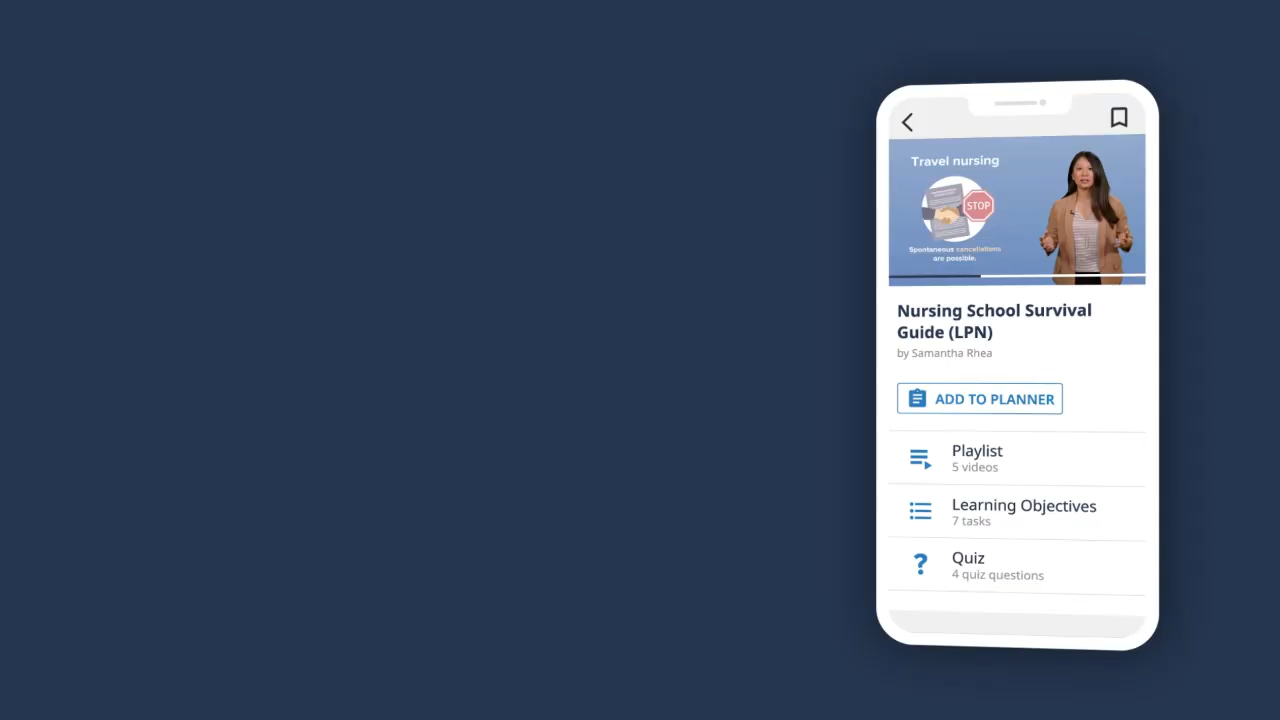 Travel nursing
STOP
Spontaneous cancellations
are possible.
Nursing School Survival
Guide (LPN)
by Samantha Rhea
ADD TO PLANNER
Playlist
5 videos
Learning Objectives
7 tasks
Quiz
4 quiz questions